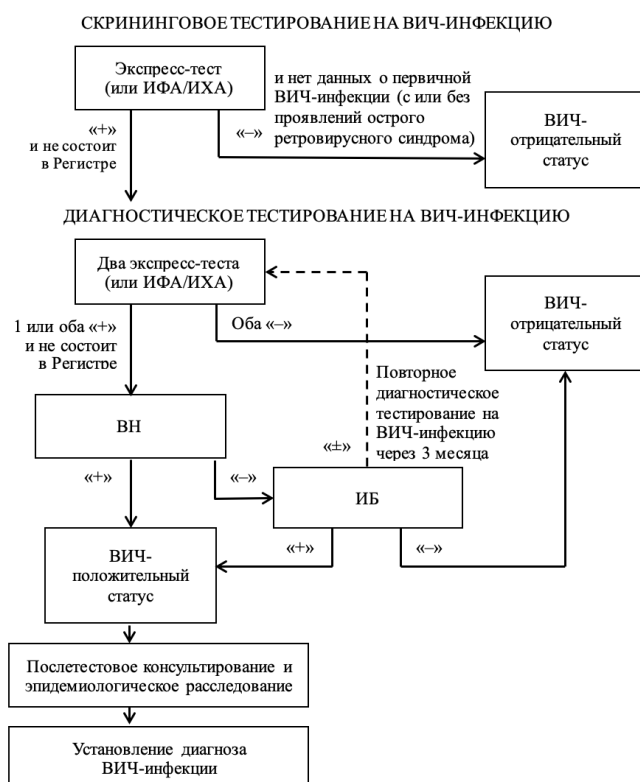 СКРИНИНГОВОЕ ТЕСТИРОВАНИЕ НА ВИЧ-ИНФЕКЦИЮ
Экспресс-тест
(или ИФА/ИХА)
и нет данных о первичной
ВИЧ-инфекции (с или без
проявлений острого
ретровирусного синдрома)
«+»
и не состоит
в Регистре
«–»
ВИЧ-
отрицательный
статус
ДИАГНОСТИЧЕСКОЕ ТЕСТИРОВАНИЕ НА ВИЧ-ИНФЕКЦИЮ
Два экспресс-теста
(или ИФА/ИХА)
ВИЧ-
отрицательный
статус
1 или оба «+»
и не состоит
в Регистре
Оба «–»
Повторное
диагностическое
тестирование на
ВИЧ-инфекцию
через 3 месяца
ВН
«±»
«+»
«–»
ИБ
«+»
«–»
ВИЧ-
положительный
статус
Послетестовое консультирование и
эпидемиологическое расследование
Установление диагноза
ВИЧ-инфекции